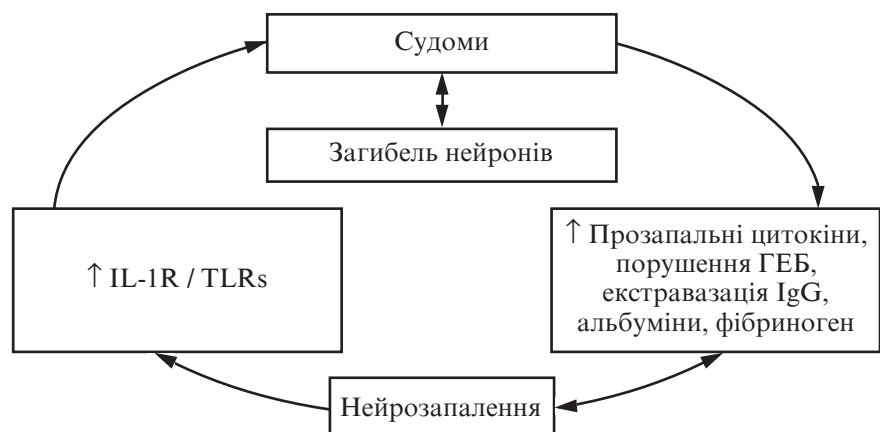 Судоми
Загибель нейронів
↑ IL-1R / TLRs
↑ Прозапальні цитокіни,
порушення ГЕБ,
екстравазація IgG,
альбуміни, фібриноген
Нейрозапалення